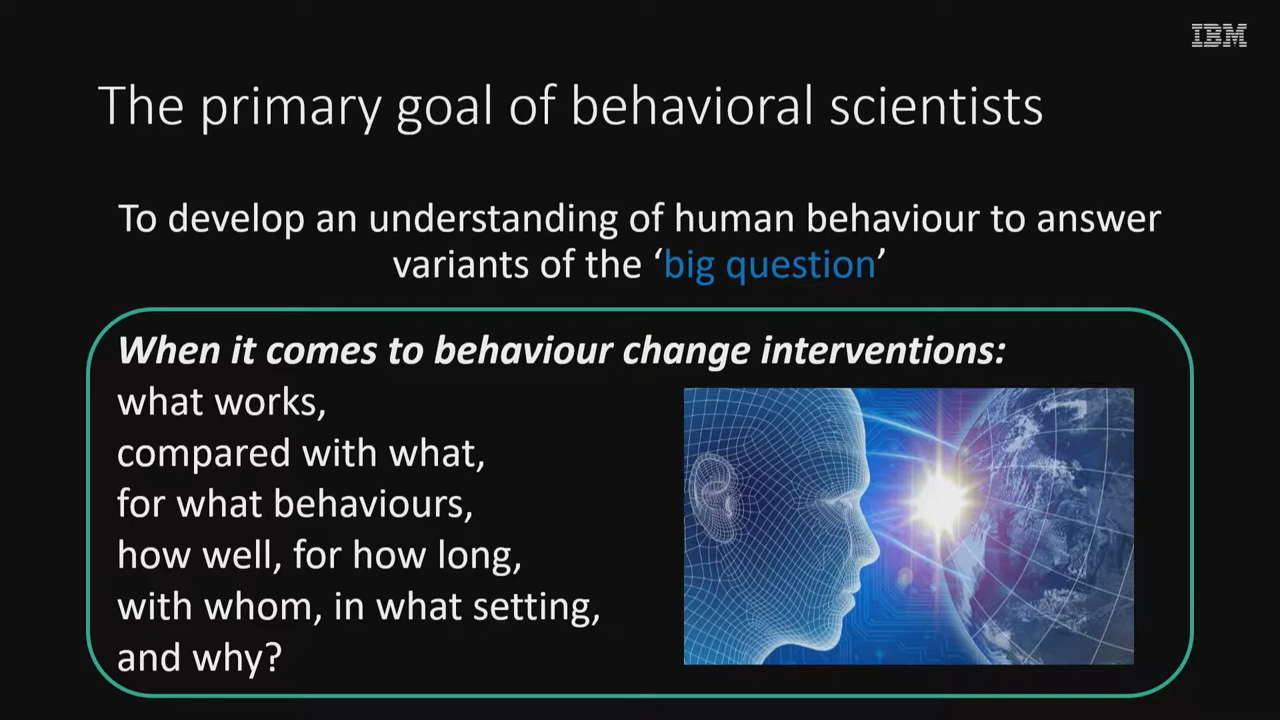 IBM
The primary goal of behavioral scientists
To develop an understanding of human behaviour to answer
variants of the ‘big question’
When it comes to behaviour change interventions:
what works,
compared with what,
for what behaviours,
how well, for how long,
with whom, in what setting,
and why?